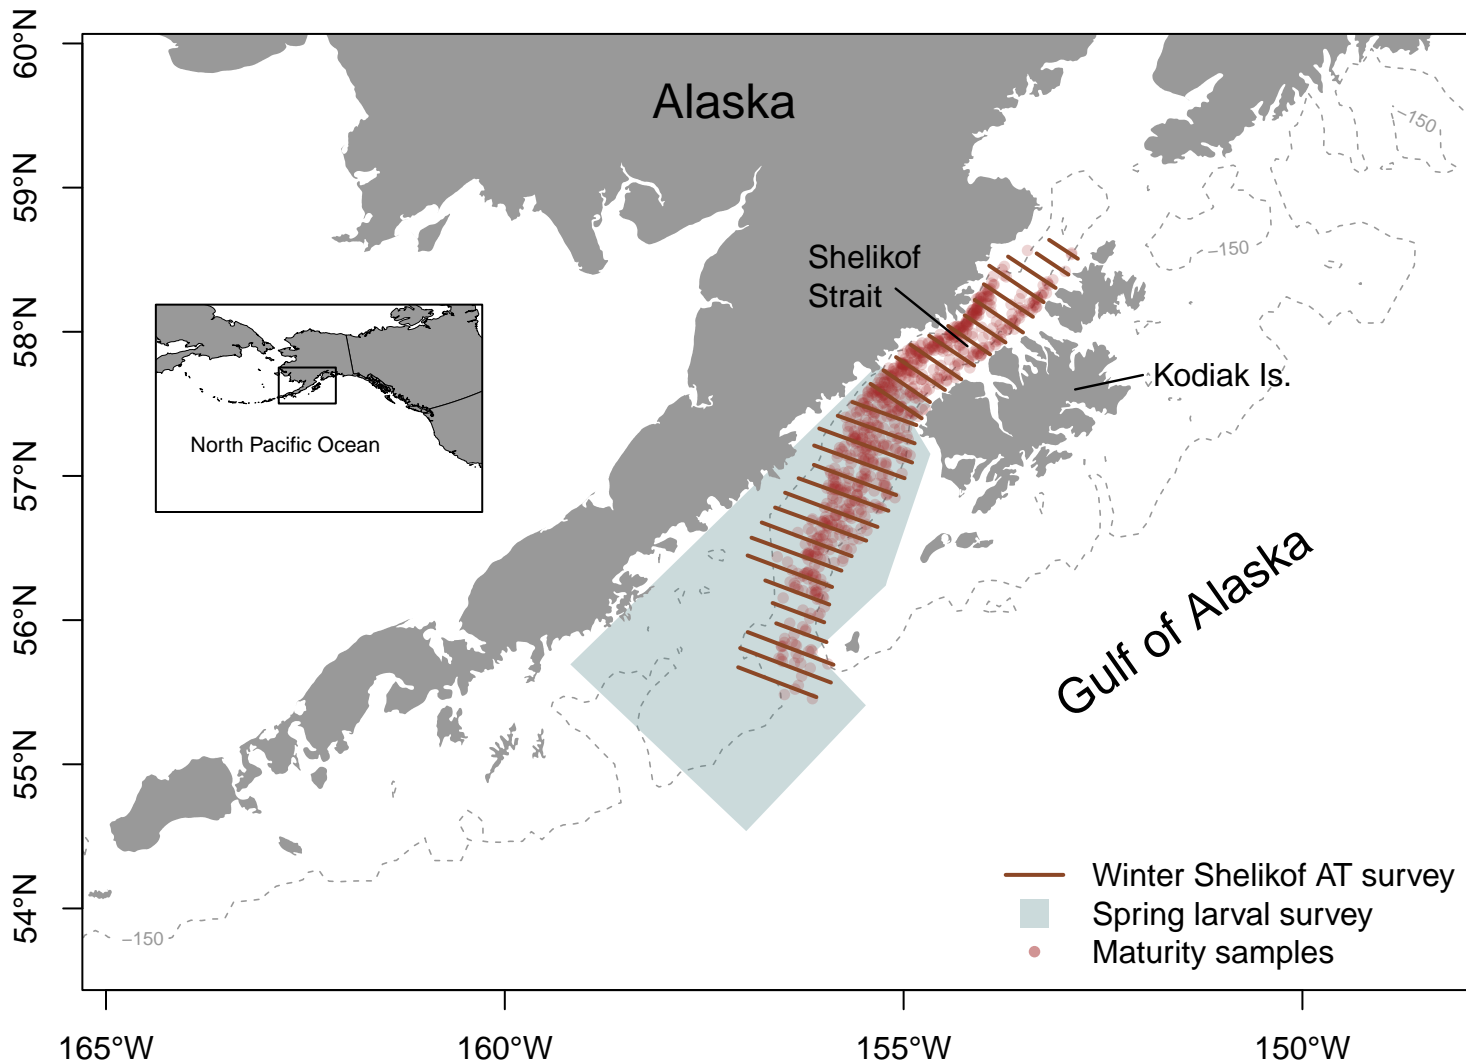 60°N
59°N
58°N
57°N
56°N
55°N
54°N
Alaska
−150
−150
Shelikof
Strait
Kodiak Is.
North Pacific Ocean
Gulf of Alaska
−150
Winter Shelikof AT survey
Spring larval survey
Maturity samples
165°W
160°W
155°W
150°W